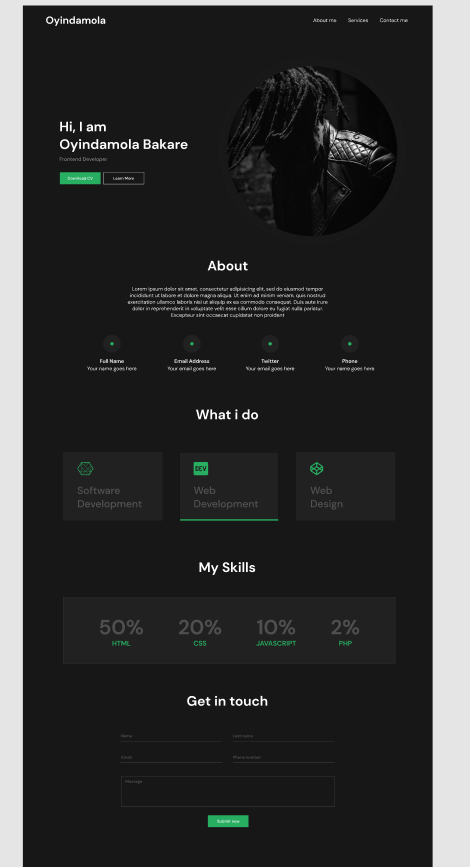 Oyindamola
About me Services Contact me
Hi, I am
Oyindamola Bakare
Frontend Developer
Download CV Learn More
About
Lorem ipsum dolor sit amet, consectetur adipisicing elit, sed do eiusmod tempor
incididunt ut labore et dolore magna aliqua. Ut enim ad minim veniam, quis nostrud
exercitation ullamco laboris nisi ut aliquip ex ea commodo consequat. Duis aute irure
dolor in reprehenderit in voluptate velit esse cillum dolore eu fugiat nulla pariatur.
Excepteur sint occaecat cupidatat non proident
Full Name Email Address Twitter Phone
Your name goes here Your email goes here Your email goes here Your name goes here
What i do
DEV
Software Web Web
Development Development Design
My Skills
50% 20% 10% 2%
HTML CSS JAVASCRIPT PHP
Get in touch
Name Last name
Email Phone number
Message
Submit now